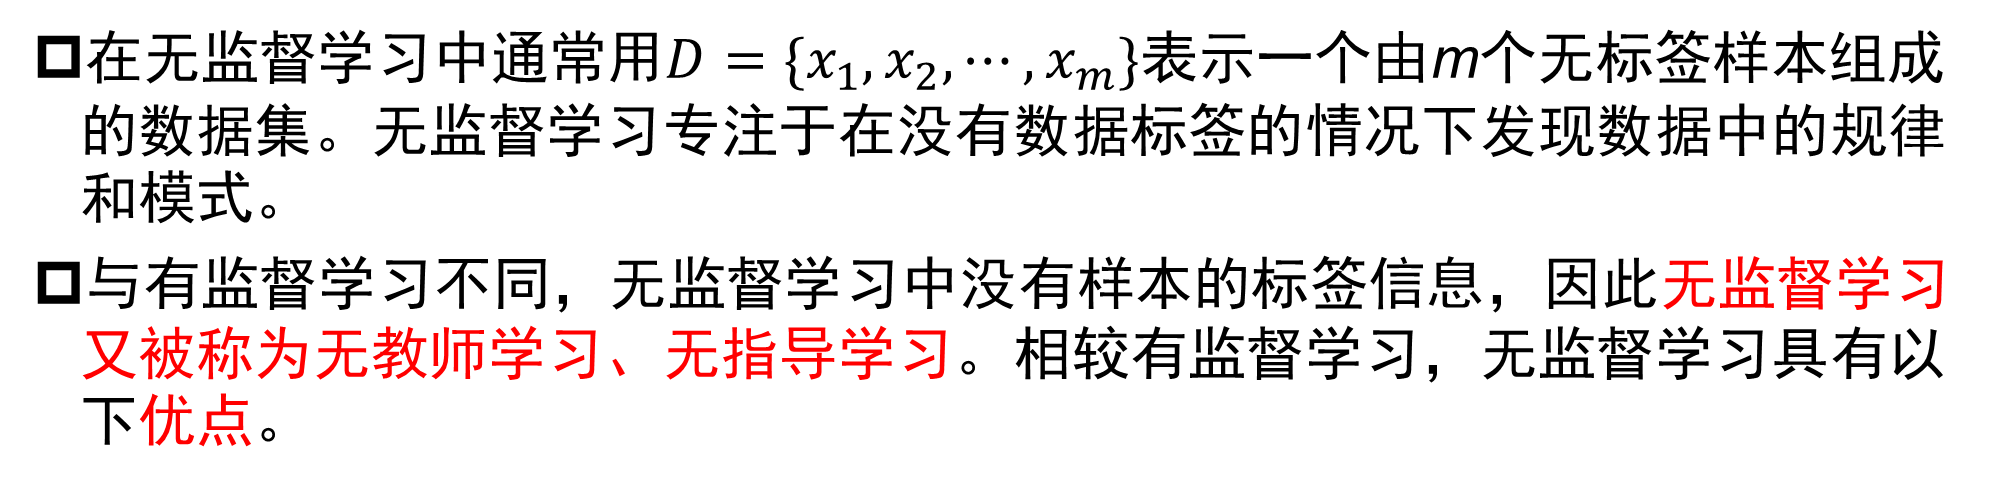 在无监督学习中通常用D = {x₁, x₂, ⋯, xₘ}表示一个由m个无标签样本组成
的数据集。无监督学习专注于在没有数据标签的情况下发现数据中的规律
和模式。
与有监督学习不同，无监督学习中没有样本的标签信息，因此无监督学习
又被称为无教师学习、无指导学习。相较有监督学习，无监督学习具有以
下优点。